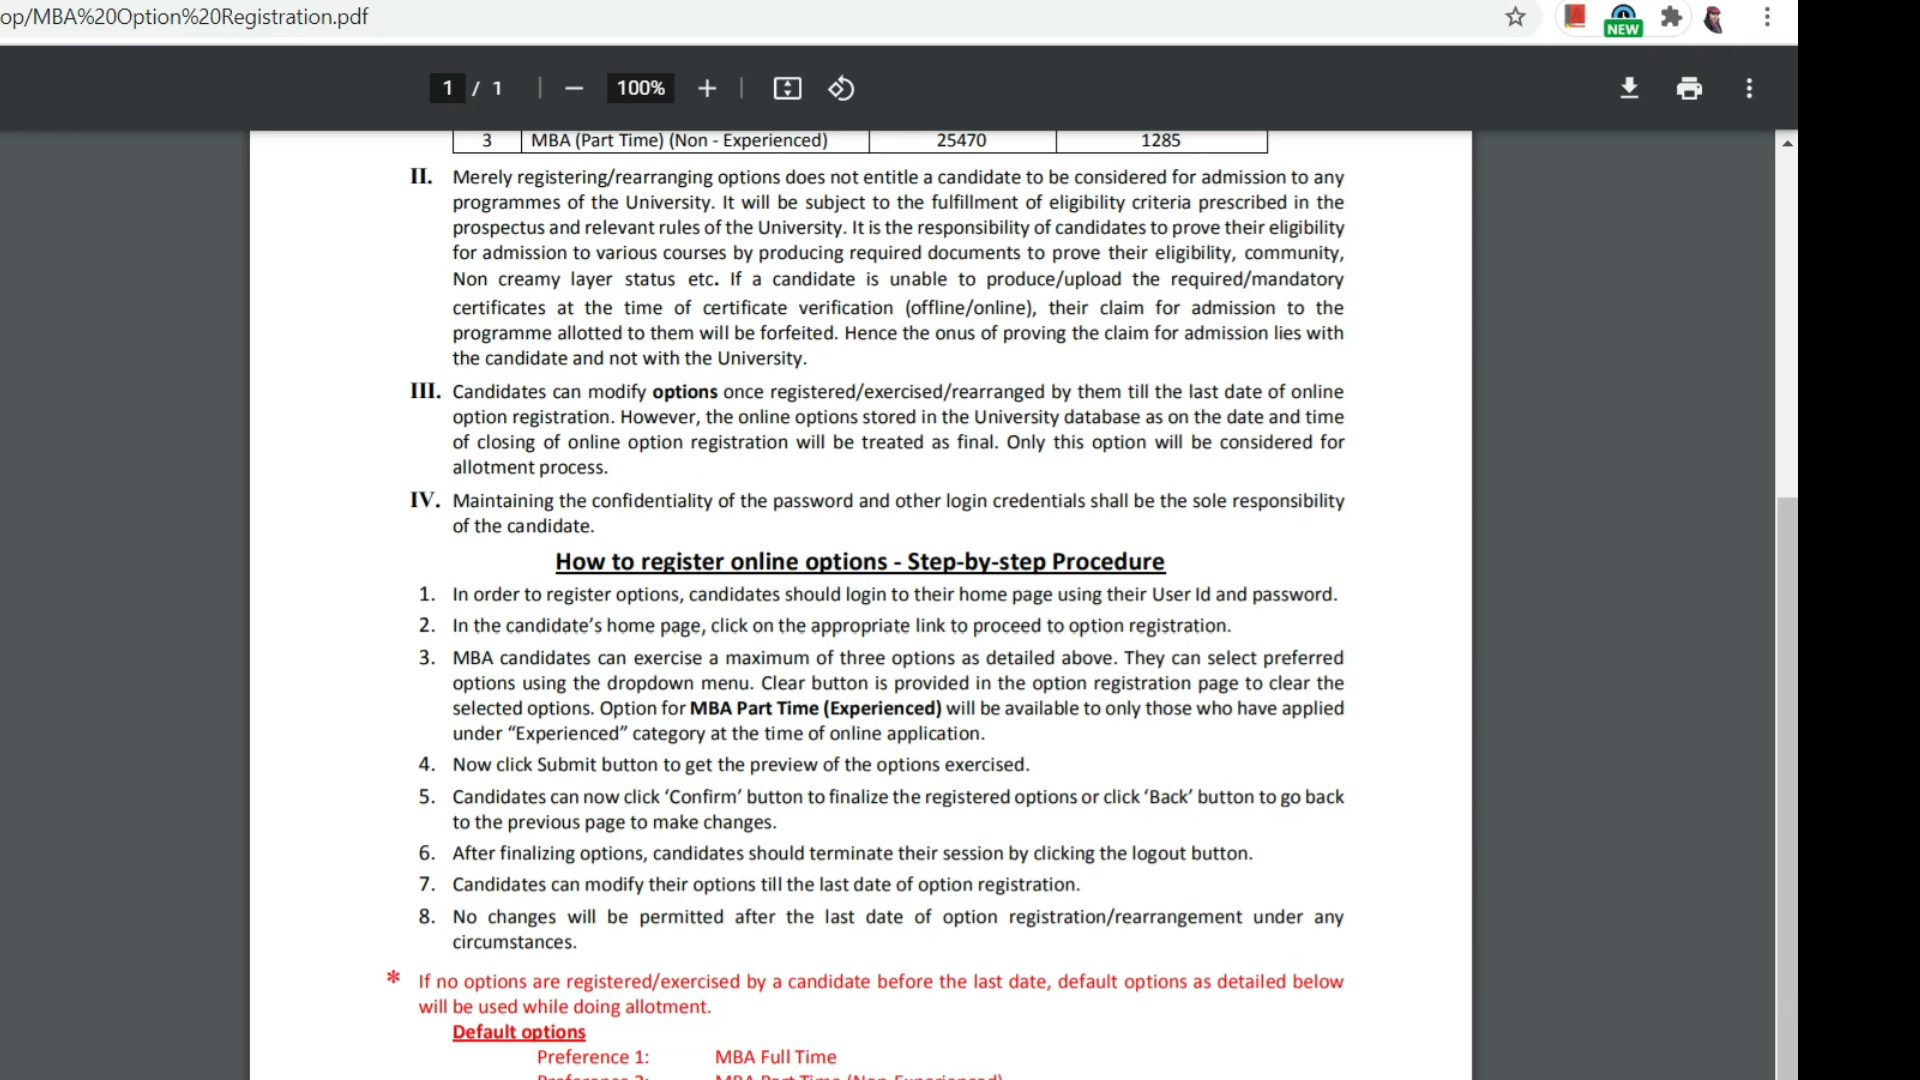 op/MBA%20Option%20Registration.pdf
NEW
1 / 1 | — 100% + |
3 MBA (Part Time) (Non - Experienced) 25470 1285
II. Merely registering/rearranging options does not entitle a candidate to be considered for admission to any
programmes of the University. It will be subject to the fulfillment of eligibility criteria prescribed in the
prospectus and relevant rules of the University. It is the responsibility of candidates to prove their eligibility
for admission to various courses by producing required documents to prove their eligibility, community,
Non creamy layer status etc. If a candidate is unable to produce/upload the required/mandatory
certificates at the time of certificate verification (offline/online), their claim for admission to the
programme allotted to them will be forfeited. Hence the onus of proving the claim for admission lies with
the candidate and not with the University.
III. Candidates can modify options once registered/exercised/rearranged by them till the last date of online
option registration. However, the online options stored in the University database as on the date and time
of closing of online option registration will be treated as final. Only this option will be considered for
allotment process.
IV. Maintaining the confidentiality of the password and other login credentials shall be the sole responsibility
of the candidate.
How to register online options - Step-by-step Procedure
1. In order to register options, candidates should login to their home page using their User Id and password.
2. In the candidate’s home page, click on the appropriate link to proceed to option registration.
3. MBA candidates can exercise a maximum of three options as detailed above. They can select preferred
options using the dropdown menu. Clear button is provided in the option registration page to clear the
selected options. Option for MBA Part Time (Experienced) will be available to only those who have applied
under “Experienced” category at the time of online application.
4. Now click Submit button to get the preview of the options exercised.
5. Candidates can now click ‘Confirm’ button to finalize the registered options or click ‘Back’ button to go back
to the previous page to make changes.
6. After finalizing options, candidates should terminate their session by clicking the logout button.
7. Candidates can modify their options till the last date of option registration.
8. No changes will be permitted after the last date of option registration/rearrangement under any
circumstances.
* If no options are registered/exercised by a candidate before the last date, default options as detailed below
will be used while doing allotment.
Default options
Preference 1: MBA Full Time
Preference 2: MBA Part Time (Non-Experienced)